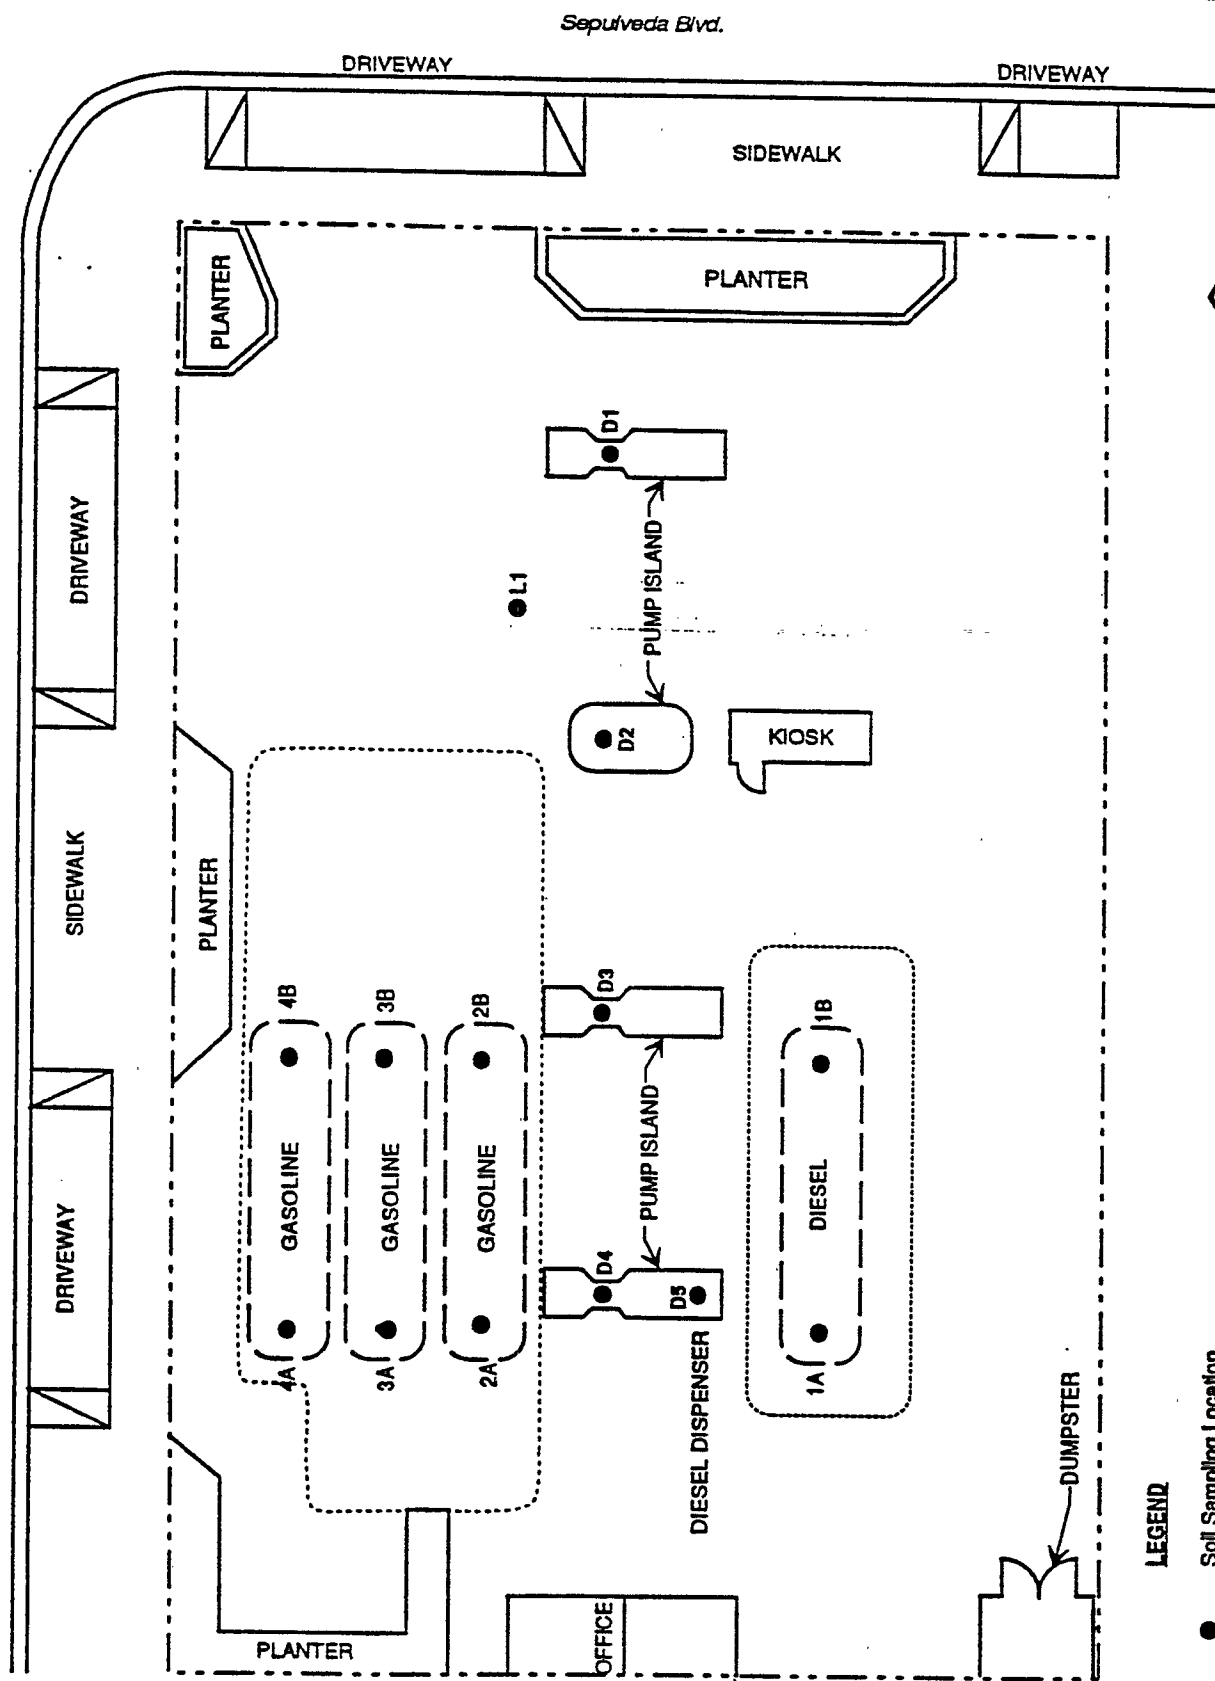 Sepulveda Blvd.
DRIVEWAY
DRIVEWAY
SIDEWALK
PLANTER
PLANTER
DRIVEWAY
D1
L1
PUMP ISLAND
D2
KIOSK
SIDEWALK
PLANTER
4B
3B
2B
D3
1B
GASOLINE
GASOLINE
GASOLINE
PUMP ISLAND
DIESEL
DRIVEWAY
4A
3A
2A
D4
D5
1A
DIESEL DISPENSER
DUMPSTER
PLANTER
OFFICE
LEGEND
Soil Sampling Location